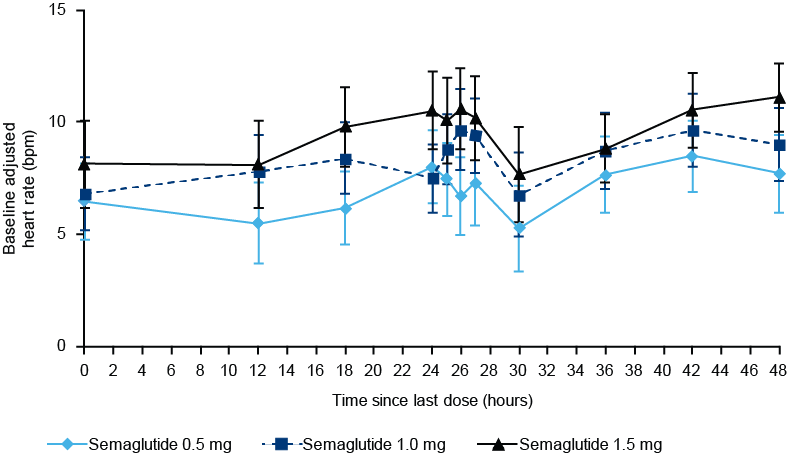 15
10
5
0
Baseline adjusted
heart rate (bpm)
0 2 4 6 8 10 12 14 16 18 20 22 24 26 28 30 32 34 36 38 40 42 44 46 48
Time since last dose (hours)
Semaglutide 0.5 mg Semaglutide 1.0 mg Semaglutide 1.5 mg